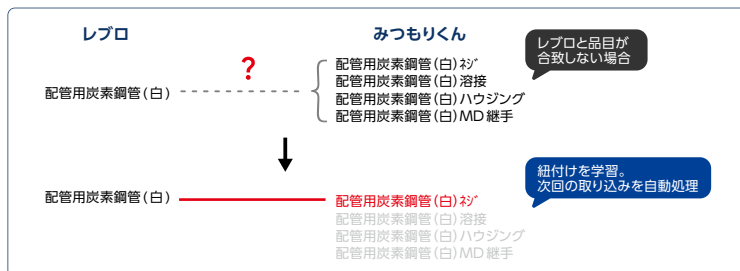 レブロ
みつもりくん
?
レブロと品目が
合致しない場合
配管用炭素鋼管(白)
配管用炭素鋼管(白)ﾈｼﾞ
配管用炭素鋼管(白)溶接
配管用炭素鋼管(白)ハウジング
配管用炭素鋼管(白)MD継手
紐付けを学習。
次回の取り込みを自動処理
配管用炭素鋼管(白)
配管用炭素鋼管(白)ﾈｼﾞ
配管用炭素鋼管(白)溶接
配管用炭素鋼管(白)ハウジング
配管用炭素鋼管(白)MD継手